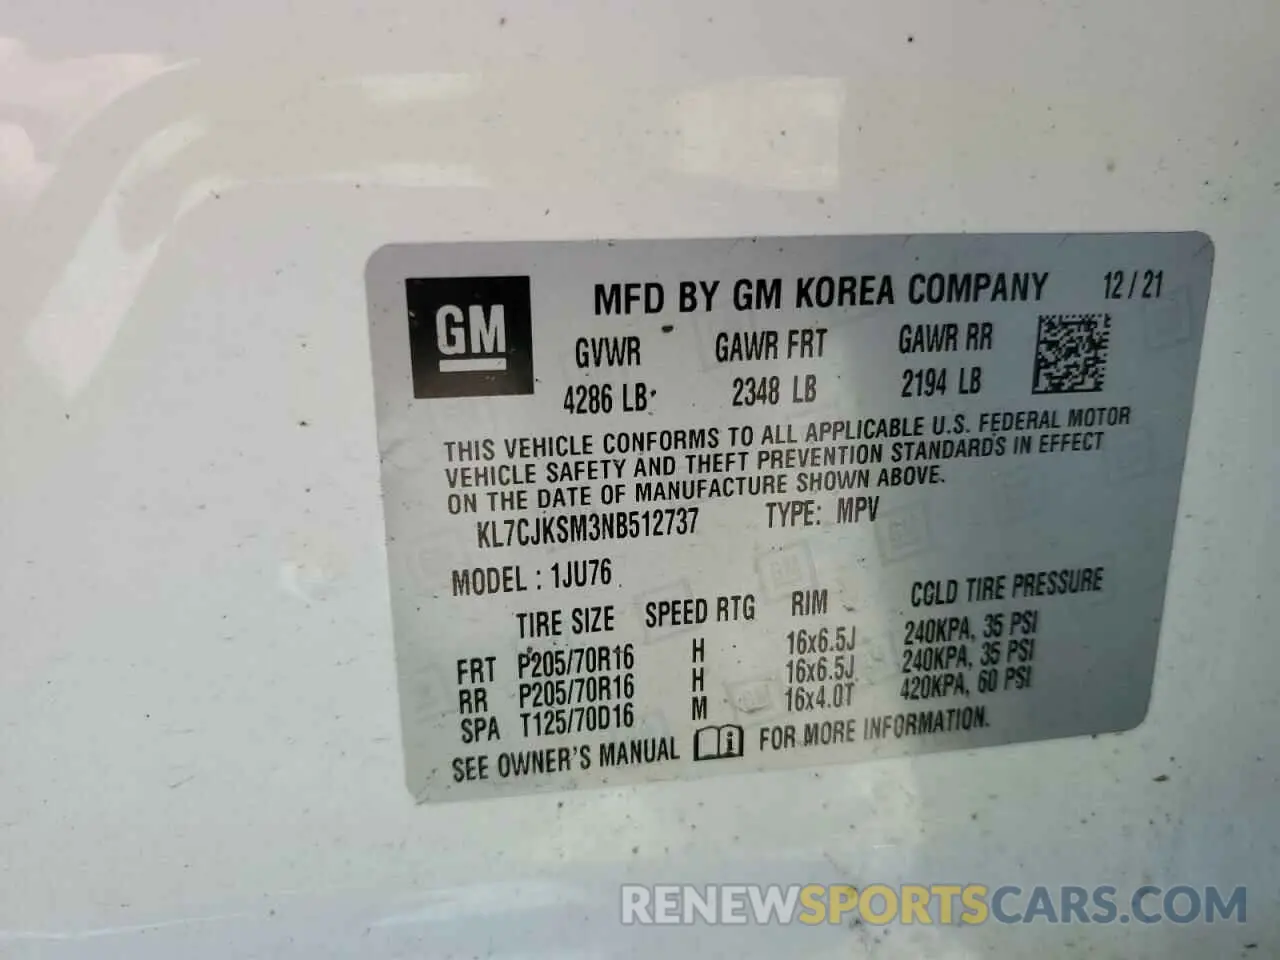 GM
MFD BY GM KOREA COMPANY 12/21
GVWR GAWR FRT GAWR RR
4286 LB 2348 LB 2194 LB
THIS VEHICLE CONFORMS TO ALL APPLICABLE U.S. FEDERAL MOTOR
VEHICLE SAFETY AND THEFT PREVENTION STANDARDS IN EFFECT
ON THE DATE OF MANUFACTURE SHOWN ABOVE.
KL7CJKSM3NB512737 TYPE: MPV
MODEL : 1JU76
TIRE SIZE SPEED RTG RIM COLD TIRE PRESSURE
FRT P205/70R16 H 16x6.5J 240KPA, 35 PSI
RR P205/70R16 H 16x6.5J 240KPA, 35 PSI
SPA T125/70D16 M 16x4.0T 420KPA, 60 PSI
SEE OWNER'S MANUAL i FOR MORE INFORMATION.
RENEWSPORTSCARS.COM